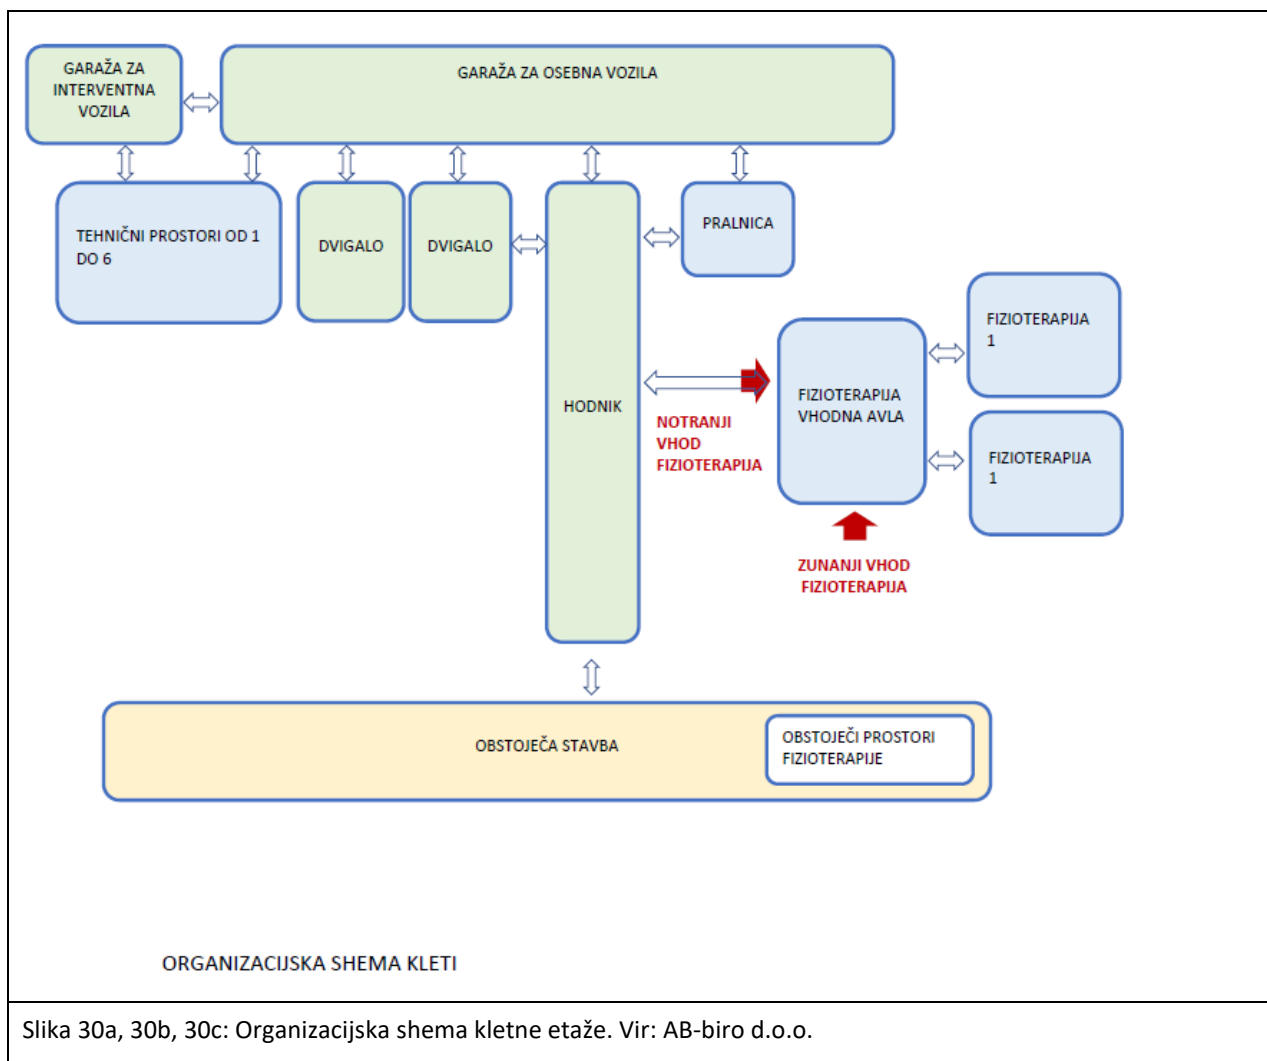 GARAŽA ZA
INTERVENTNA
VOZILA
GARAŽA ZA OSEBNA VOZILA
TEHNIČNI PROSTORI OD 1
DO 6
DVIGALO
DVIGALO
HODNIK
PRALNICA
NOTRANJI
VHOD
FIZIOTERAPIJA
FIZIOTERAPIJA
VHODNA AVLA
FIZIOTERAPIJA
1
FIZIOTERAPIJA
1
ZUNANJI VHOD
FIZIOTERAPIJA
OBSTOJEČA STAVBA
OBSTOJEČI PROSTORI
FIZIOTERAPIJE
ORGANIZACIJSKA SHEMA KLETI
Slika 30a, 30b, 30c: Organizacijska shema kletne etaže. Vir: AB-biro d.o.o.